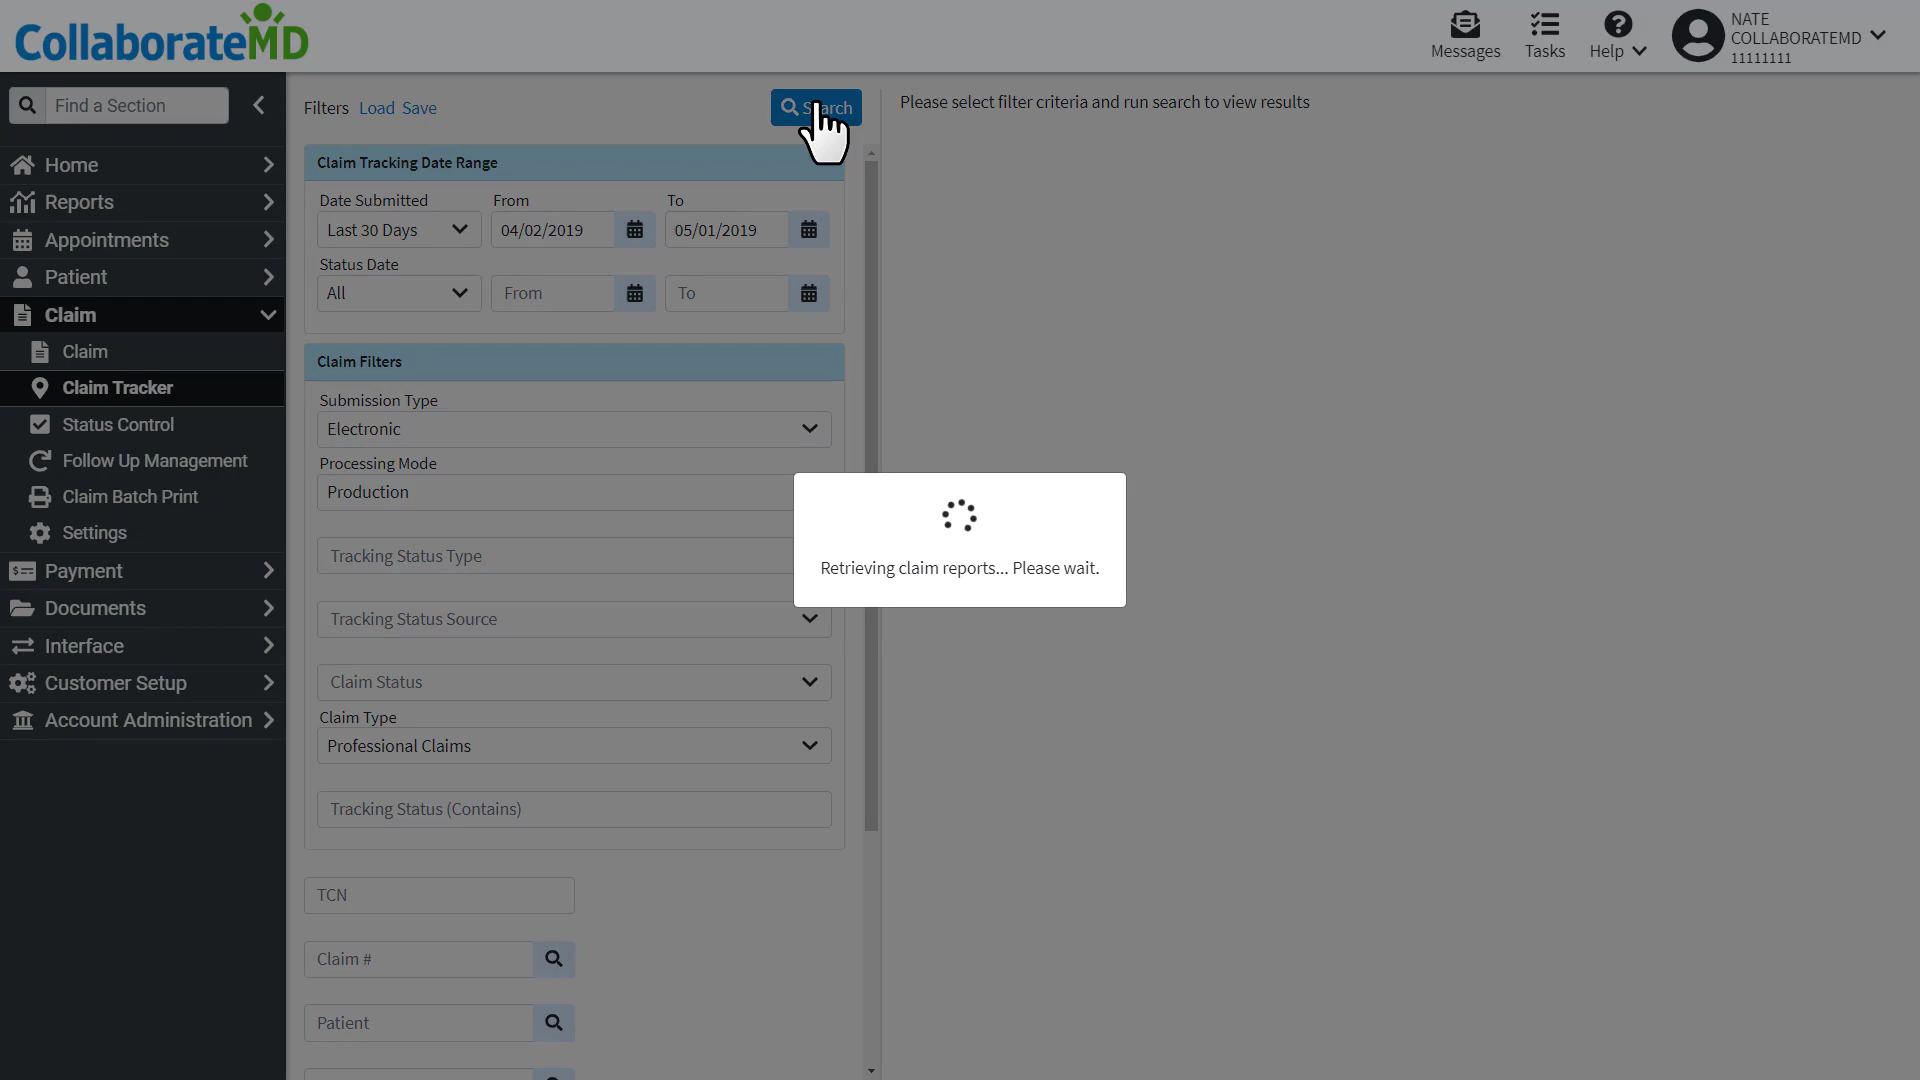 CollaborateMD
Messages
Tasks
Help
NATE
COLLABORATEMD
11111111
Find a Section
Home
Reports
Appointments
Patient
Claim
Claim
Claim Tracker
Status Control
Follow Up Management
Claim Batch Print
Settings
Payment
Documents
Interface
Customer Setup
Account Administration
Filters Load Save
Search
Claim Tracking Date Range
Date Submitted From To
Last 30 Days 04/02/2019 05/01/2019
Status Date
All From To
Claim Filters
Submission Type
Electronic
Processing Mode
Production
Tracking Status Type
Tracking Status Source
Claim Status
Claim Type
Professional Claims
Tracking Status (Contains)
TCN
Claim #
Patient
Please select filter criteria and run search to view results
Retrieving claim reports... Please wait.